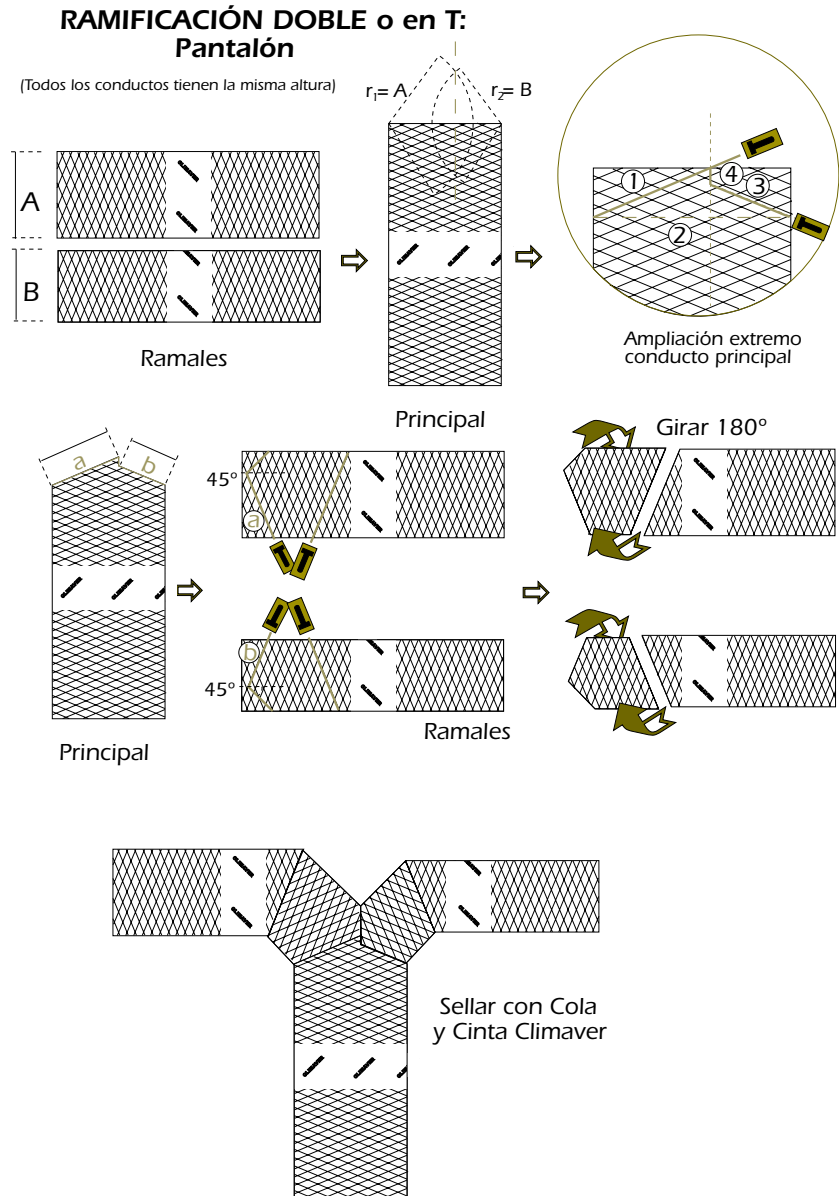 RAMIFICACIÓN DOBLE o en T:
Pantalón
(Todos los conductos tienen la misma altura)
r₁= A
r₂= B
A
B
Ramales
Principal
1
2
3
4
Ampliación extremo
conducto principal
a
b
Principal
45º
a
45º
b
Ramales
Girar 180º
Sellar con Cola
y Cinta Climaver